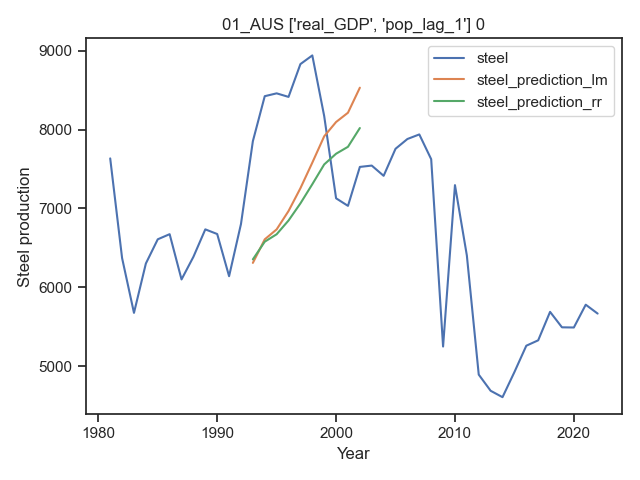 01_AUS ['real_GDP', 'pop_lag_1'] 0
steel
steel_prediction_lm
steel_prediction_rr
9000
8000
7000
6000
5000
Steel production
1980
1990
2000
2010
2020
Year